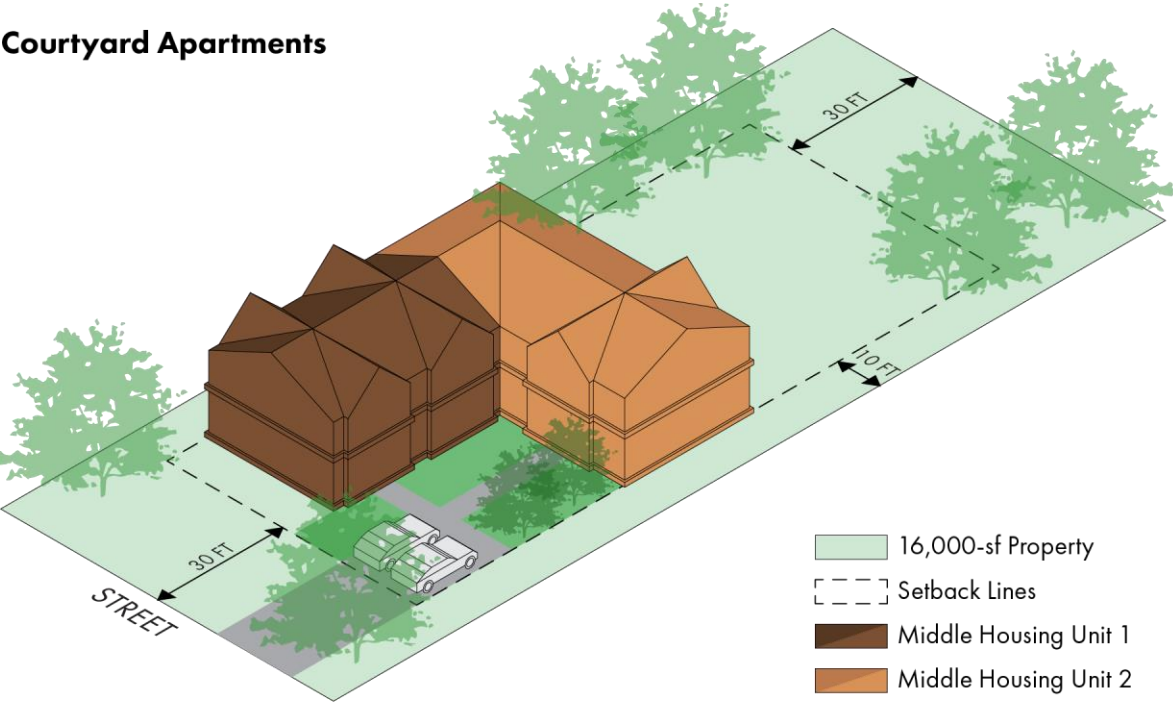 Courtyard Apartments
30 FT
10 FT
30 FT
STREET
16,000-sf Property
Setback Lines
Middle Housing Unit 1
Middle Housing Unit 2